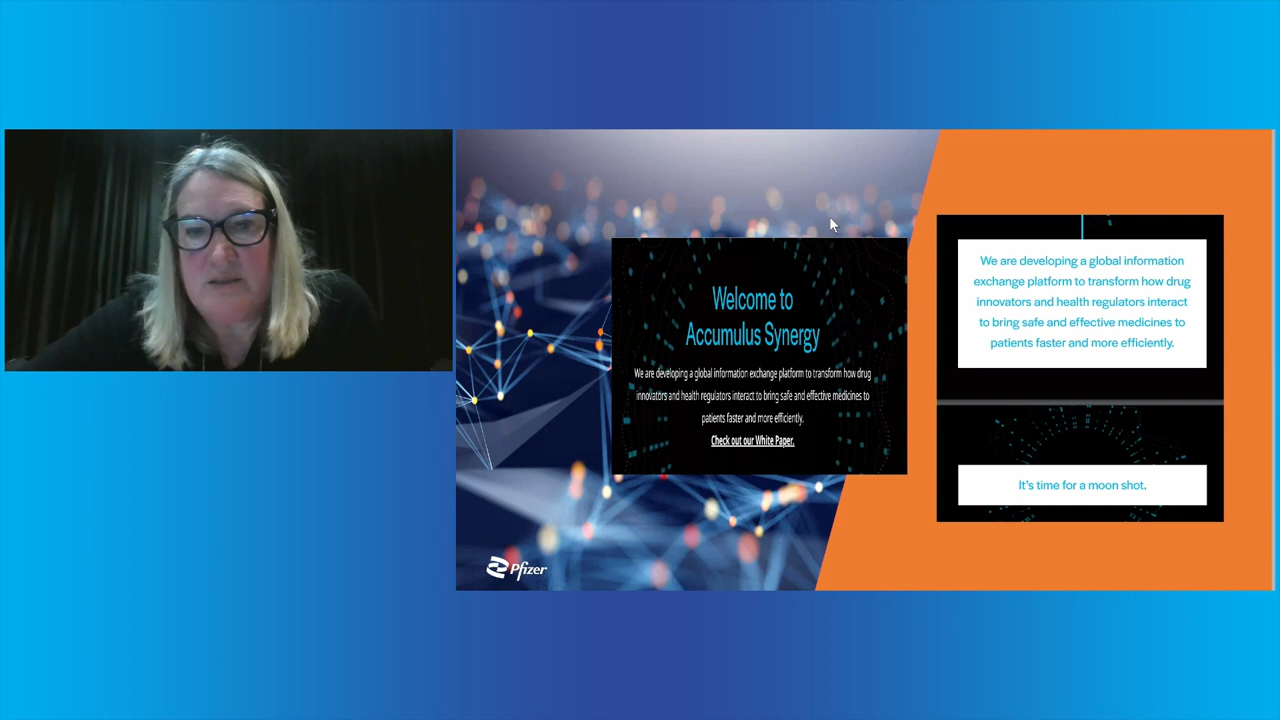 Welcome to
Accumulus Synergy
We are developing a global information exchange platform to transform how drug
innovators and health regulators interact to bring safe and effective medicines to
patients faster and more efficiently.
Check out our White Paper.
Pfizer
We are developing a global information
exchange platform to transform how drug
innovators and health regulators interact
to bring safe and effective medicines to
patients faster and more efficiently.
It's time for a moon shot.